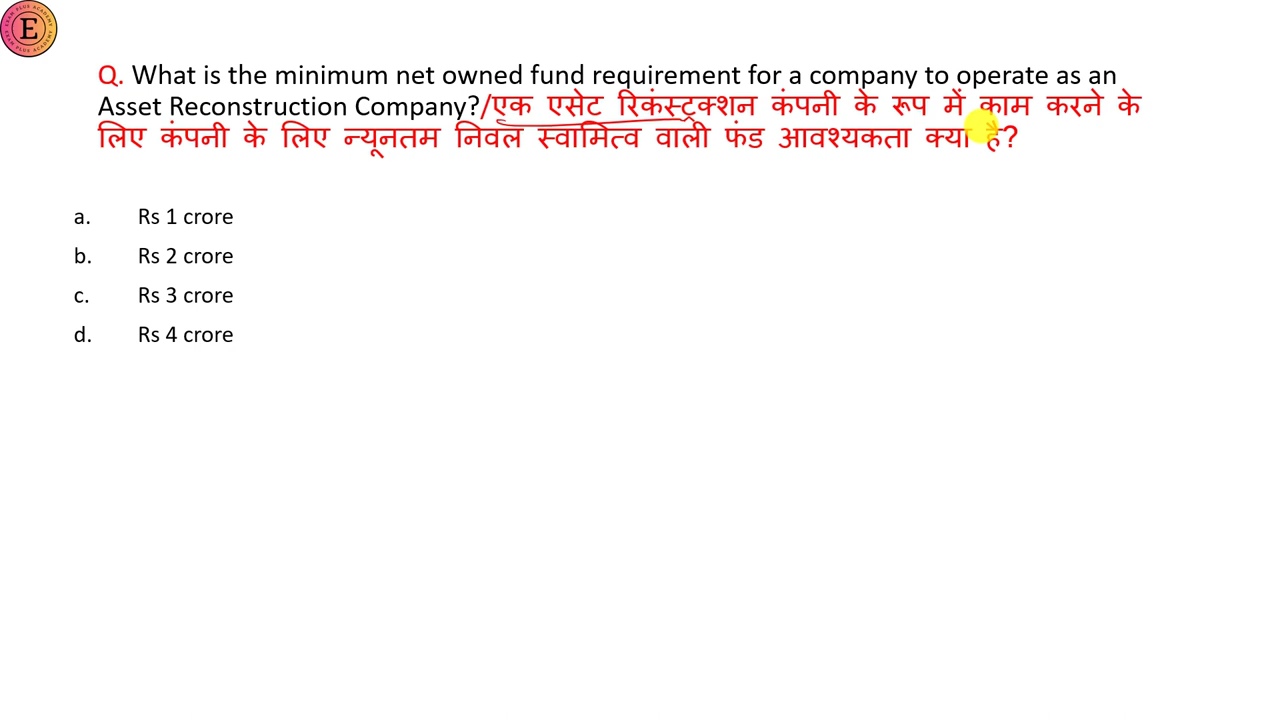 E
Q. What is the minimum net owned fund requirement for a company to operate as an
Asset Reconstruction Company?/एक एसेट रिकंस्ट्रक्शन कंपनी के रूप में काम करने के
लिए कंपनी के लिए न्यूनतम निवल स्वामित्व वाली फंड आवश्यकता क्या है?
a. Rs 1 crore
b. Rs 2 crore
c. Rs 3 crore
d. Rs 4 crore